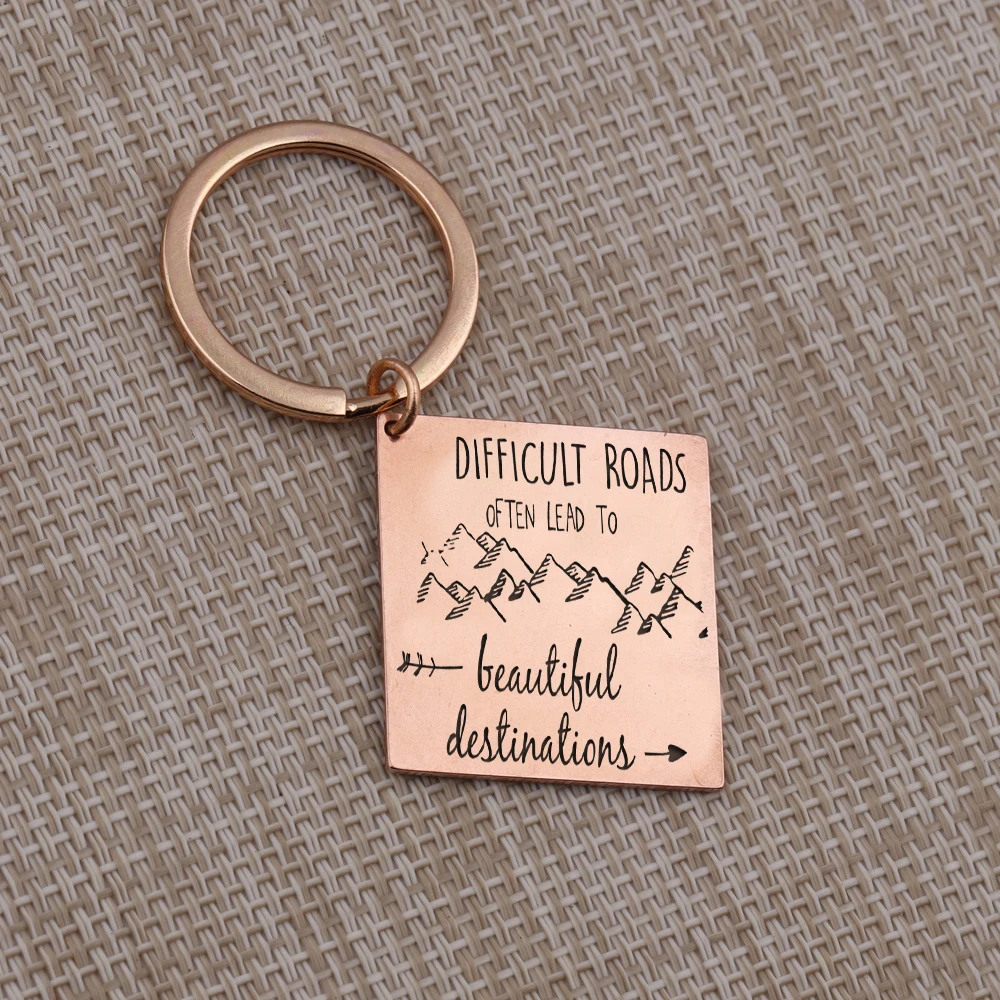 DIFFICULT ROADS
OFTEN LEAD TO
beautiful
destinations